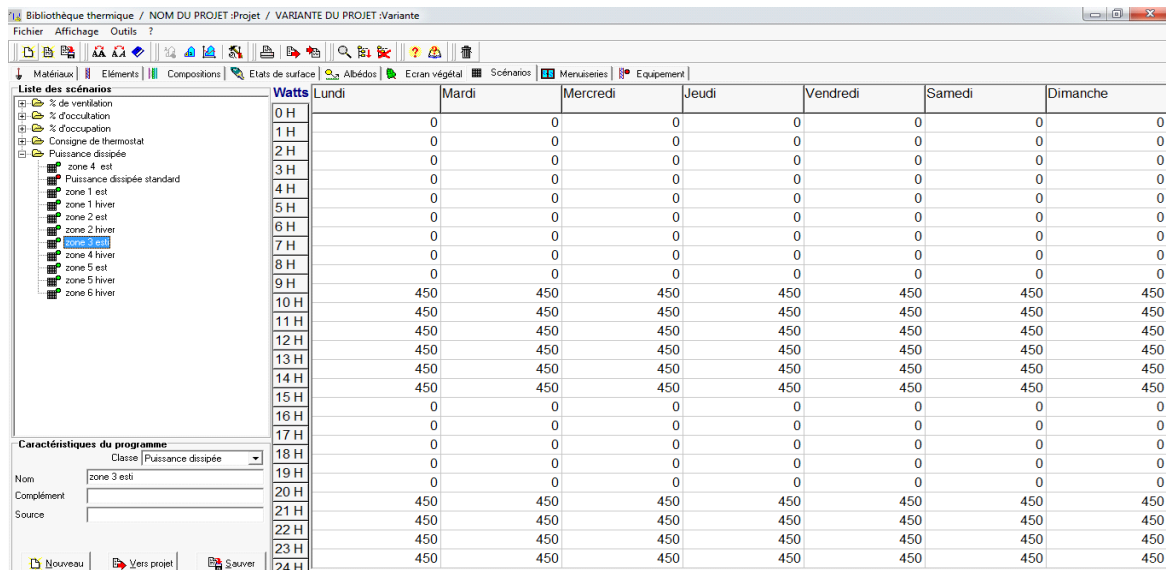 Bibliothèque thermique / NOM DU PROJET :Projet / VARIANTE DU PROJET :Variante
Fichier Affichage Outils ?
Matériaux Eléments Compositions Etats de surface Albédos Ecran végétal Scénarios Menuiseries Equipement
Liste des scénarios
% de ventilation
% d'occultation
% d'occupation
Consigne de thermostat
Puissance dissipée
zone 4 est
Puissance dissipée standard
zone 1 est
zone 1 hiver
zone 2 est
zone 2 hiver
zone 3 esti
zone 4 hiver
zone 5 est
zone 5 hiver
zone 6 hiver
Caractéristiques du programme
Classe Puissance dissipée
Nom zone 3 esti
Complément
Source
Nouveau Vers projet Sauver
Watts Lundi Mardi Mercredi Jeudi Vendredi Samedi Dimanche
0 H
0 0 0 0 0 0 0
1 H
0 0 0 0 0 0 0
2 H
0 0 0 0 0 0 0
3 H
0 0 0 0 0 0 0
4 H
0 0 0 0 0 0 0
5 H
0 0 0 0 0 0 0
6 H
0 0 0 0 0 0 0
7 H
0 0 0 0 0 0 0
8 H
0 0 0 0 0 0 0
9 H
450 450 450 450 450 450 450
10 H
450 450 450 450 450 450 450
11 H
450 450 450 450 450 450 450
12 H
450 450 450 450 450 450 450
13 H
450 450 450 450 450 450 450
14 H
450 450 450 450 450 450 450
15 H
0 0 0 0 0 0 0
16 H
0 0 0 0 0 0 0
17 H
0 0 0 0 0 0 0
18 H
0 0 0 0 0 0 0
19 H
0 0 0 0 0 0 0
20 H
450 450 450 450 450 450 450
21 H
450 450 450 450 450 450 450
22 H
450 450 450 450 450 450 450
23 H
450 450 450 450 450 450 450
24 H